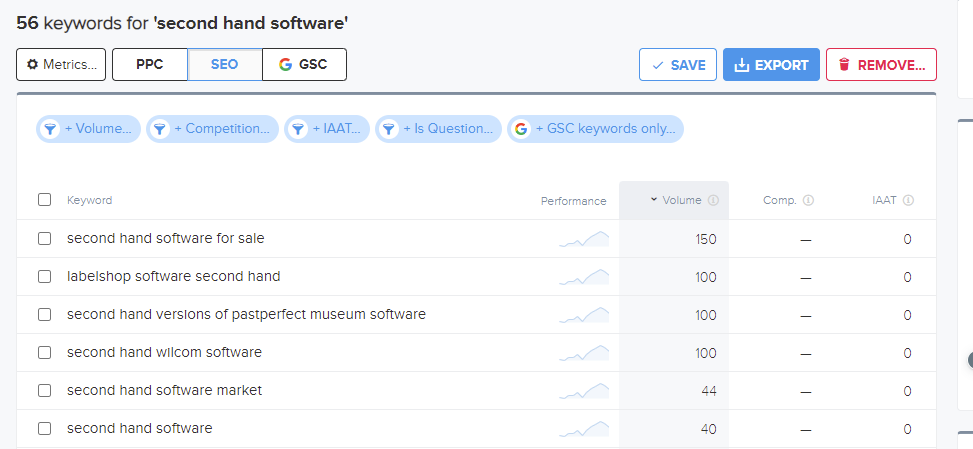 56 keywords for 'second hand software'
Metrics... PPC SEO GSC SAVE EXPORT REMOVE...
+ Volume... + Competition... + IAAT... + Is Question... + GSC keywords only...
Keyword Performance Volume Comp. IAAT
second hand software for sale 150 — 0
labelshop software second hand 100 — 0
second hand versions of pastperfect museum software 100 — 0
second hand wilcom software 100 — 0
second hand software market 44 — 0
second hand software 40 — 0